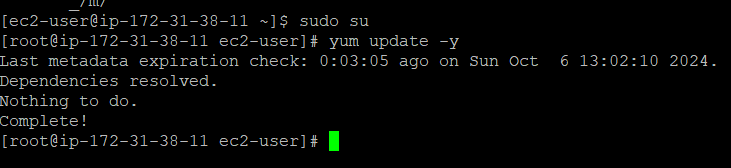 _/m/
[ec2-user@ip-172-31-38-11 ~]$ sudo su
[root@ip-172-31-38-11 ec2-user]# yum update -y
Last metadata expiration check: 0:03:05 ago on Sun Oct  6 13:02:10 2024.
Dependencies resolved.
Nothing to do.
Complete!
[root@ip-172-31-38-11 ec2-user]#